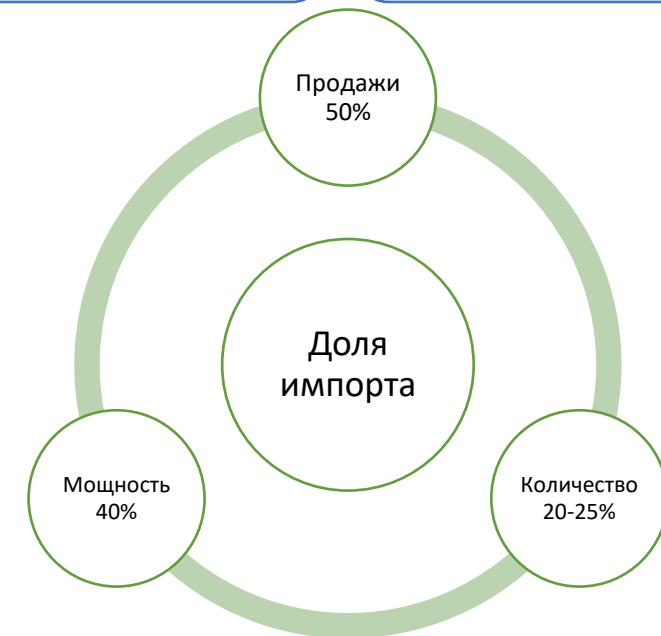 Продажи
50%
Доля
импорта
Мощность
40%
Количество
20-25%